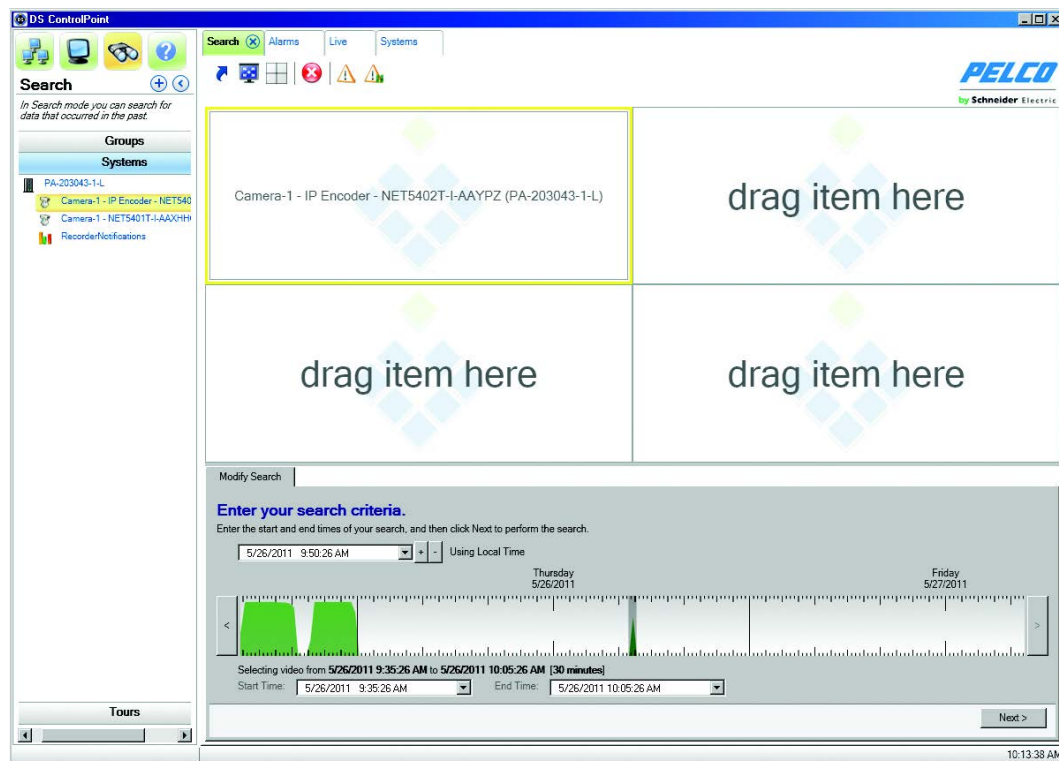 DS ControlPoint
Search
Alarms
Live
Systems
PELCO
by Schneider Electric
Search
In Search mode you can search for
data that occurred in the past.
Groups
Systems
PA-203043-1-L
Camera-1 - IP Encoder - NET540
Camera-1 - NET5401T-I-AAXHH
RecorderNotifications
Tours
Camera-1 - IP Encoder - NET5402T-I-AAYPZ (PA-203043-1-L)
drag item here
drag item here
drag item here
Modify Search
Enter your search criteria.
Enter the start and end times of your search, and then click Next to perform the search.
5/26/2011 9:50:26 AM
+ -
Using Local Time
Thursday
5/26/2011
Friday
5/27/2011
< >
Selecting video from 5/26/2011 9:35:26 AM to 5/26/2011 10:05:26 AM [30 minutes]
Start Time: 5/26/2011 9:35:26 AM End Time: 5/26/2011 10:05:26 AM
Next >
10:13:38 AM